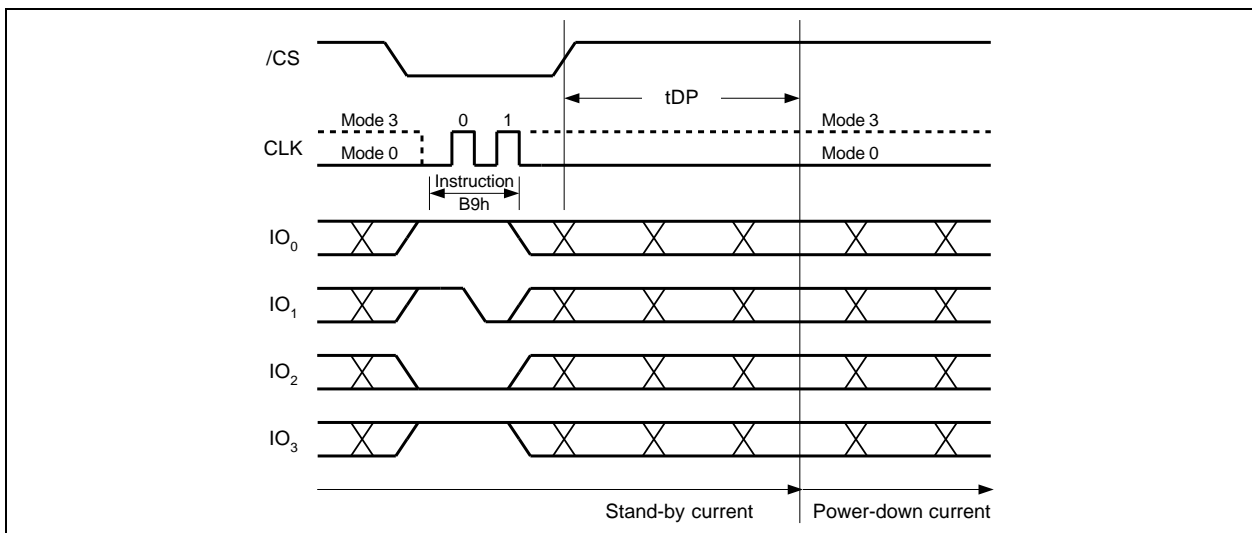 /CS
tDP
Mode 3 0 1 Mode 3
CLK
Mode 0 Mode 0
Instruction
B9h
IO0
IO1
IO2
IO3
Stand-by current Power-down current